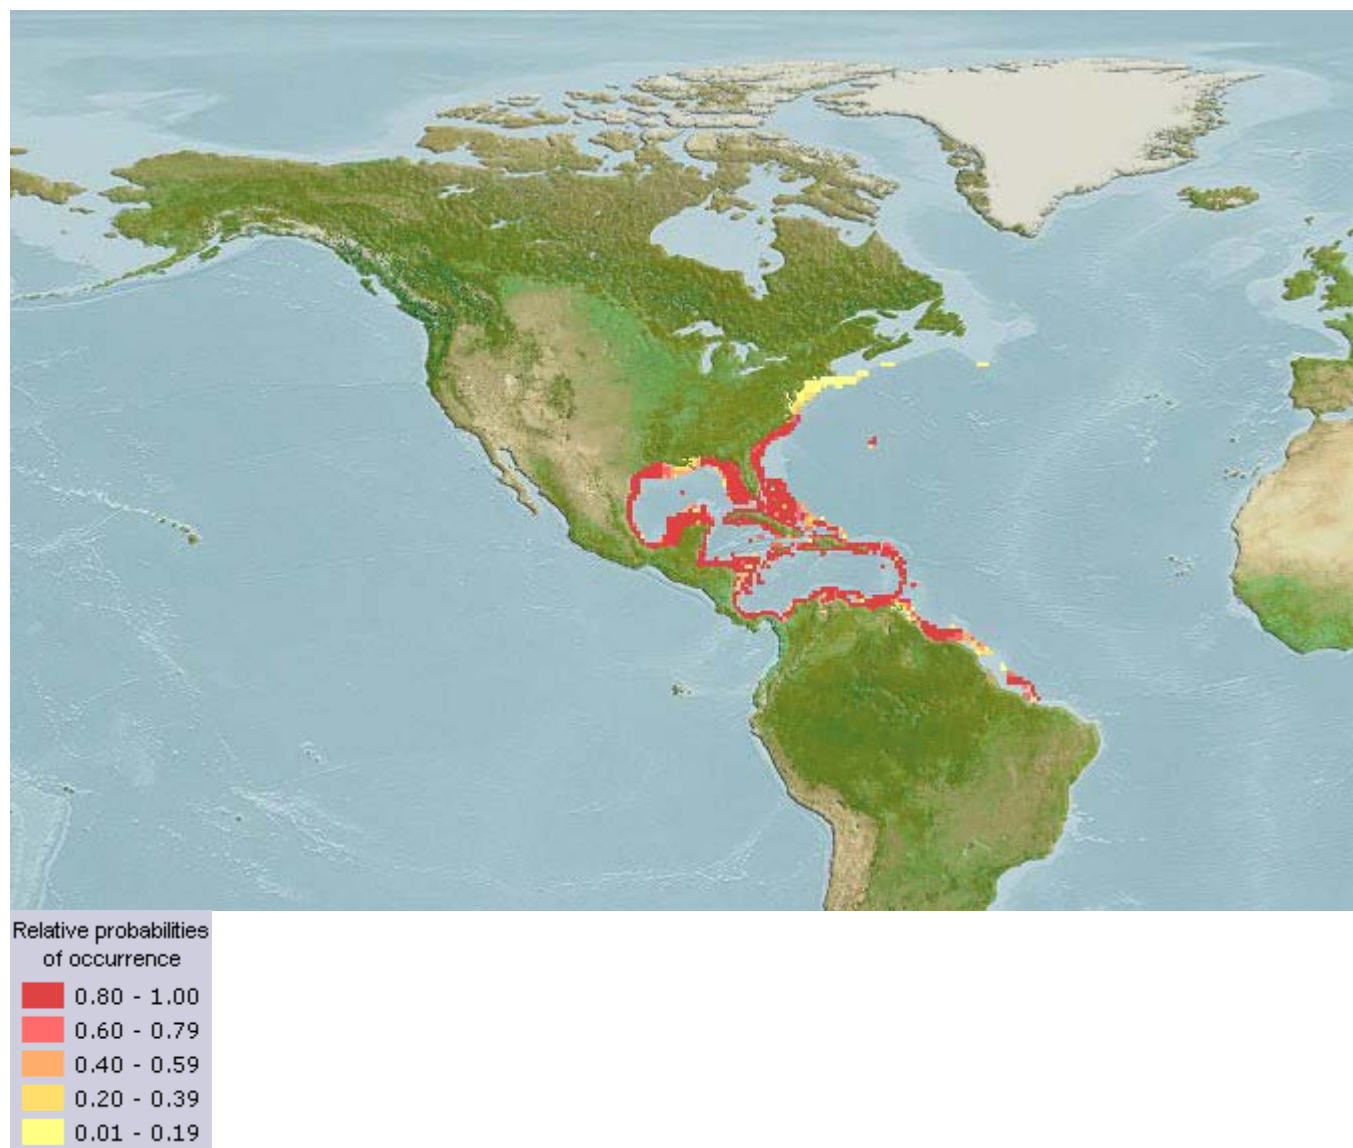 Relative probabilities
of occurrence
0.80 - 1.00
0.60 - 0.79
0.40 - 0.59
0.20 - 0.39
0.01 - 0.19